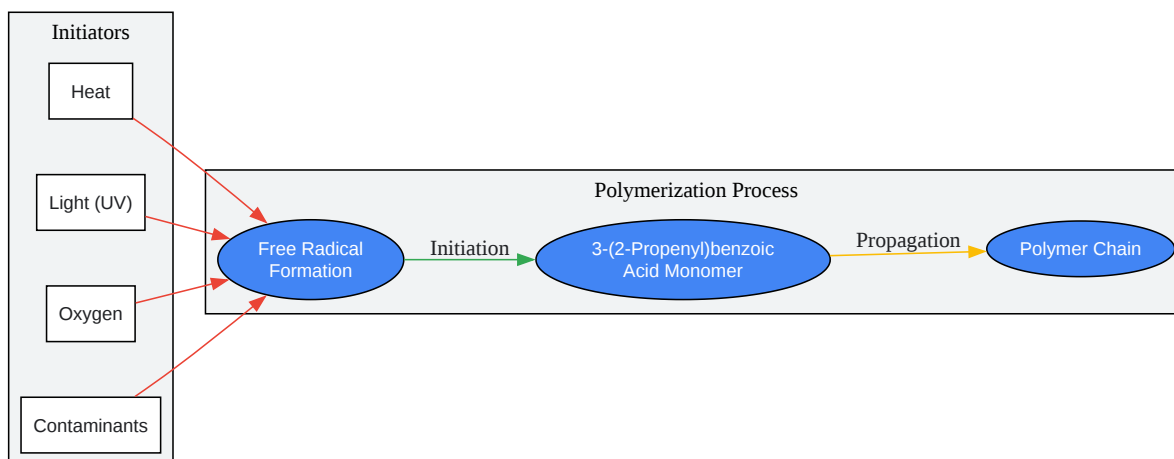 Initiators
Heat
Light (UV)
Oxygen
Contaminants
Polymerization Process
Free Radical
Formation
Initiation
3-(2-Propenyl)benzoic
Acid Monomer
Propagation
Polymer Chain